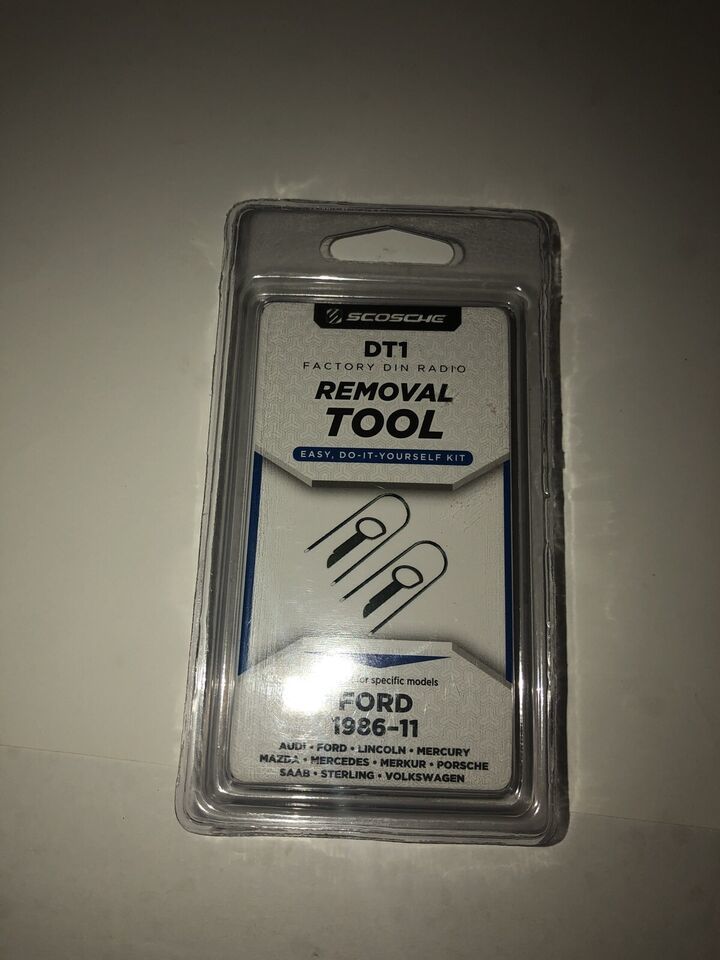 SCOSCHE
DT1
FACTORY DIN RADIO
REMOVAL
TOOL
EASY, DO-IT-YOURSELF KIT
for specific models
FORD
1986-11
AUDI • FORD • LINCOLN • MERCURY
MAZDA • MERCEDES • MERKUR • PORSCHE
SAAB • STERLING • VOLKSWAGEN